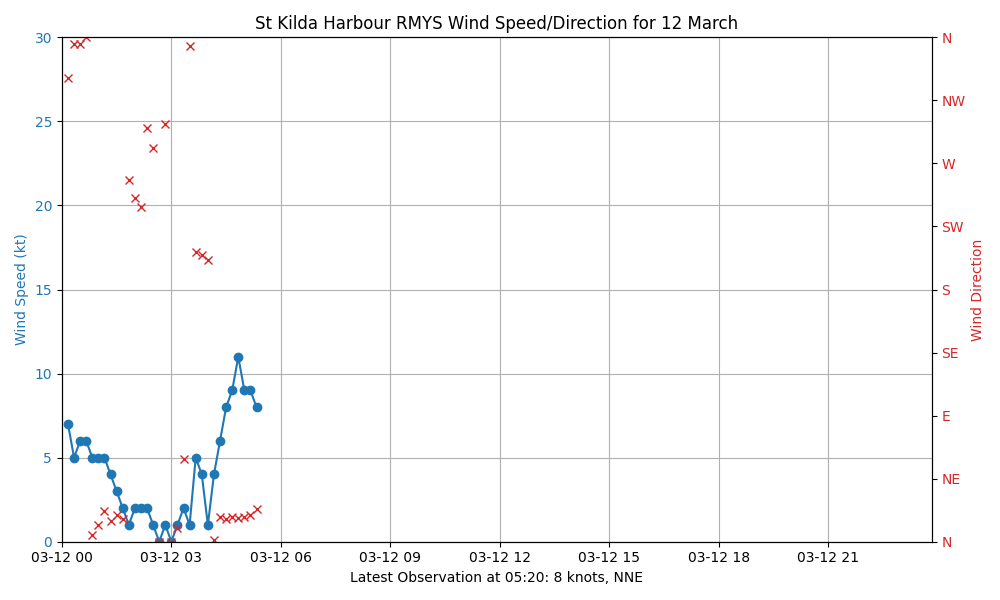 St Kilda Harbour RMYS Wind Speed/Direction for 12 March
30
25
20
15
10
5
0
Wind Speed (kt)
N
NW
W
SW
S
SE
E
NE
N
Wind Direction
03-12 00 03-12 03 03-12 06 03-12 09 03-12 12 03-12 15 03-12 18 03-12 21
Latest Observation at 05:20: 8 knots, NNE